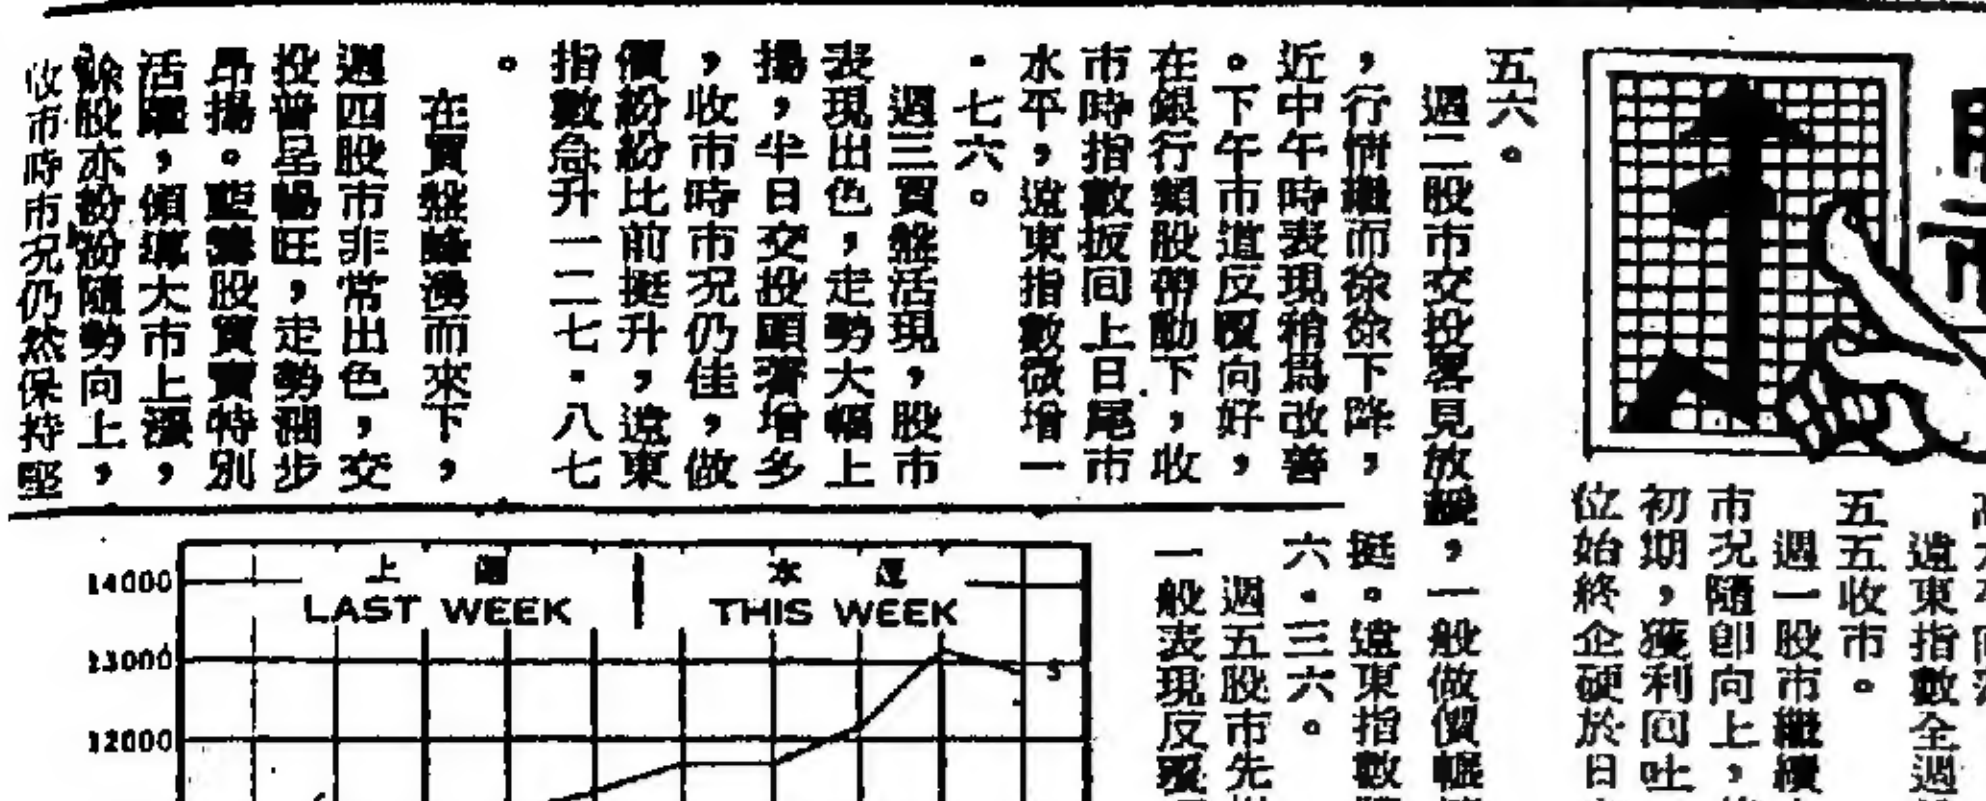 遠東指數全週
五五收市。
週一股市繼續
市況隨即向上，
初期，獲利回吐
位始終企硬於日
五六。
週二股市交投畧見放緩，一般做價輾
，行情繼而徐徐下降，
近中午時表現稍爲改善
。下午市道反覆向好，
在銀行類股帶動下，收
市時指數扳回上日尾市
水平，遠東指數微增一
．七六。
週三買盤活現，股市
表現出色，走勢大幅上
揚，半日交投顯著增多
，收市時市況仍佳，做
價紛紛比前挺升，遠東
指數急升一二七．八七
。
在買盤蜂湧而來下，
週四股市非常出色，交
投曾呈暢旺，走勢濶步
昂揚。藍籌股買賣特別
活躍，傾導大市上漲，
餘股亦紛紛隨勢向上，
收市時市況仍然保持堅
挺。遠東指數
六．三六。
週五股市先
一般表現反覆
上週 本週
LAST WEEK THIS WEEK
14000
13000
12000
S